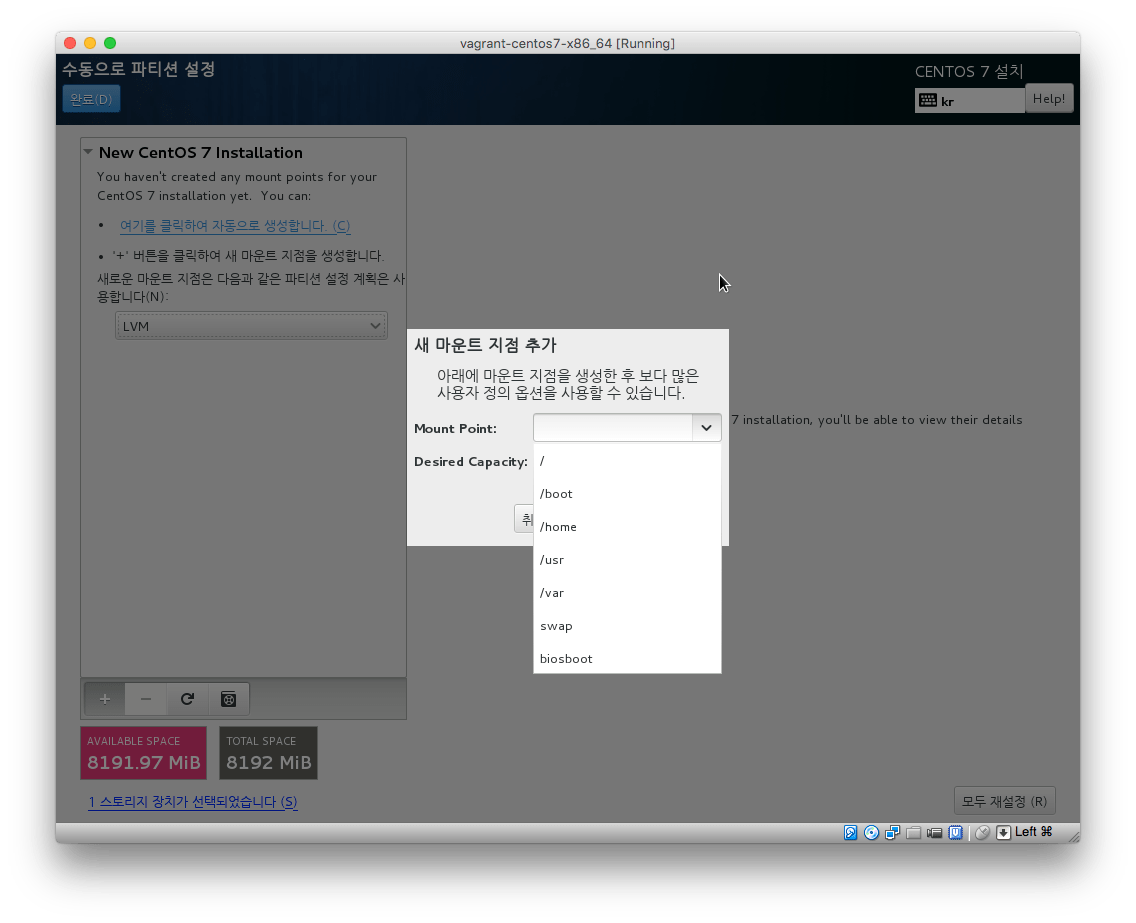 vagrant-centos7-x86_64 [Running]
수동으로 파티션 설정
CENTOS 7 설치
완료(D)
kr
Help!
New CentOS 7 Installation
You haven't created any mount points for your
CentOS 7 installation yet.  You can:
• 여기를 클릭하여 자동으로 생성합니다. (C)
• '+' 버튼을 클릭하여 새 마운트 지점을 생성합니다.
새로운 마운트 지점은 다음과 같은 파티션 설정 계획은 사
용합니다(N):
LVM
새 마운트 지점 추가
아래에 마운트 지점을 생성한 후 보다 많은
사용자 정의 옵션을 사용할 수 있습니다.
Mount Point:
7 installation, you'll be able to view their details
Desired Capacity:
/
/boot
취
/home
/usr
/var
swap
biosboot
AVAILABLE SPACE
8191.97 MiB
TOTAL SPACE
8192 MiB
1 스토리지 장치가 선택되었습니다 (S)
모두 재설정 (R)
Left ⌘